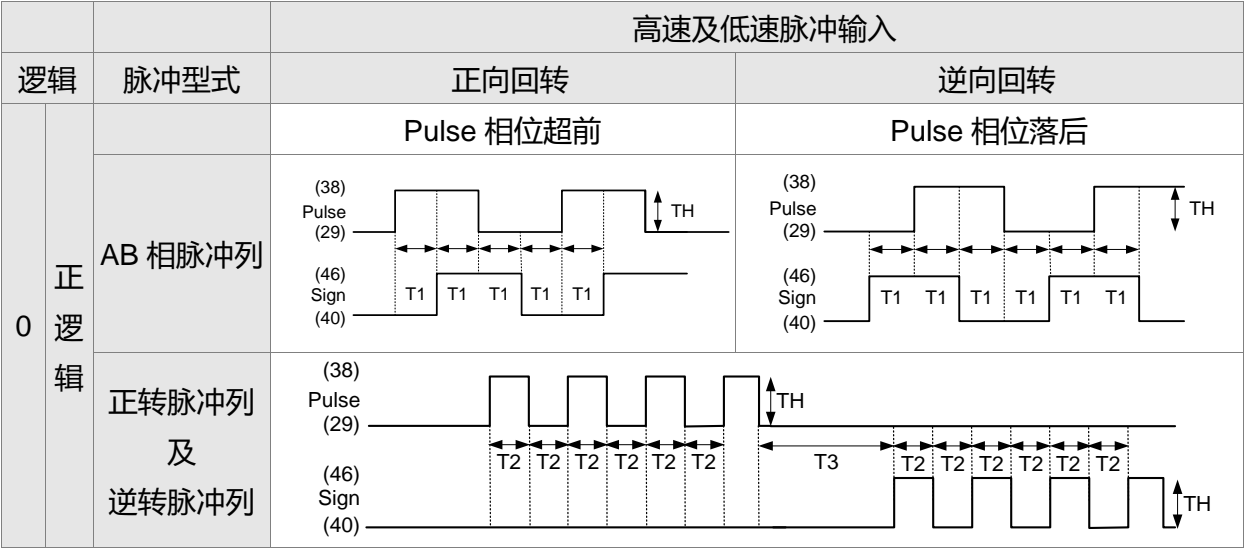 高速及低速脉冲输入
逻辑 脉冲型式 正向回转 逆向回转
Pulse 相位超前 Pulse 相位落后
0 正逻辑
AB 相脉冲列
(38)
Pulse
(29)
TH
(46)
Sign
(40)
T1 T1 T1 T1 T1
(38)
Pulse
(29)
TH
(46)
Sign
(40)
T1 T1 T1 T1 T1 T1
正转脉冲列
及
逆转脉冲列
(38)
Pulse
(29)
TH
T2 T2 T2 T2 T2 T2 T3 T2 T2 T2 T2 T2 T2
(46)
Sign
(40)
TH